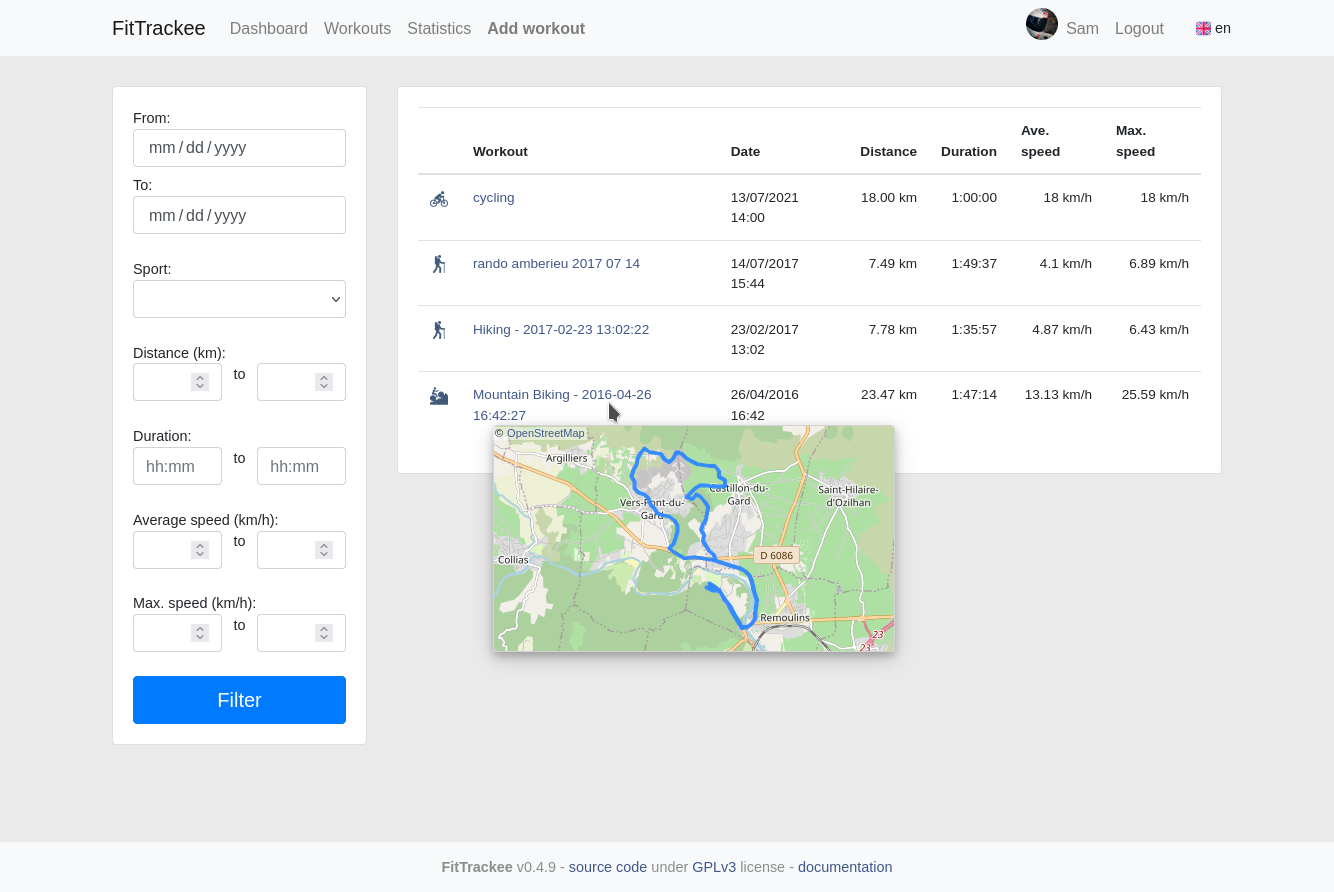 FitTrackee Dashboard Workouts Statistics Add workout Sam Logout en
From:
mm / dd / yyyy
To:
mm / dd / yyyy
Sport:
Distance (km):
to
Duration:
hh:mm to hh:mm
Average speed (km/h):
to
Max. speed (km/h):
to
Filter
Workout Date Distance Duration Ave. speed Max. speed
cycling 13/07/2021 14:00 18.00 km 1:00:00 18 km/h 18 km/h
rando amberieu 2017 07 14 14/07/2017 15:44 7.49 km 1:49:37 4.1 km/h 6.89 km/h
Hiking - 2017-02-23 13:02:22 23/02/2017 13:02 7.78 km 1:35:57 4.87 km/h 6.43 km/h
Mountain Biking - 2016-04-26 16:42:27 26/04/2016 16:42 23.47 km 1:47:14 13.13 km/h 25.59 km/h
© OpenStreetMap
Argilliers
Castillon-du-
Gard
Saint-Hilaire-
d'Ozilhan
Vers-Pont-du-
Gard
D 6086
Collias
Remoulins
23
23
FitTrackee v0.4.9 - source code under GPLv3 license - documentation